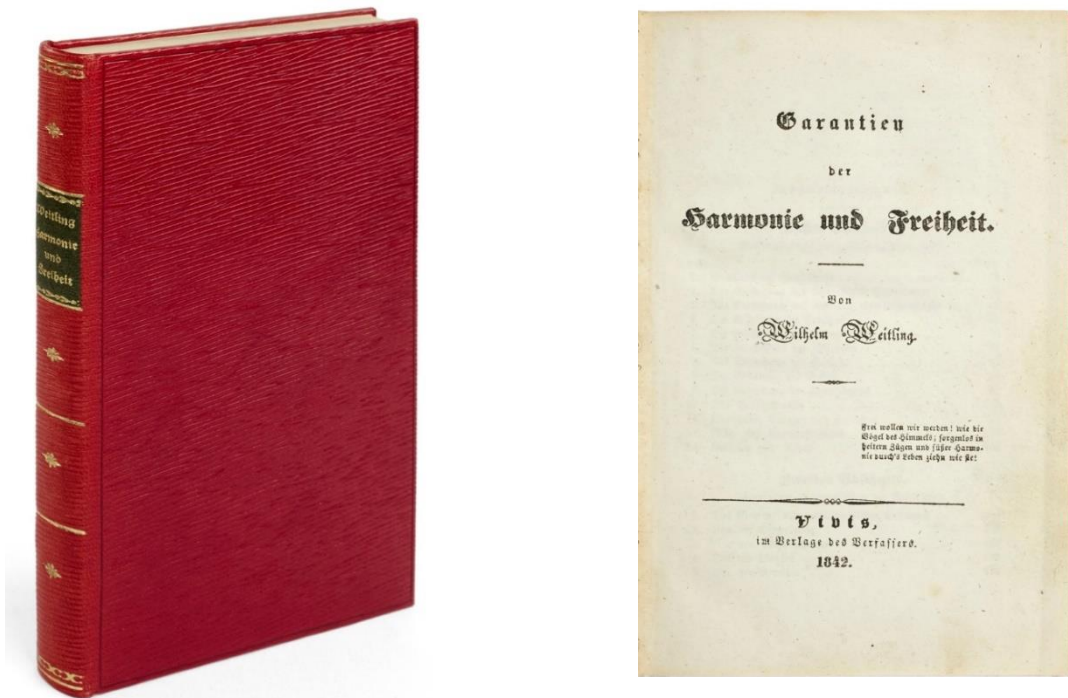 Weitling
Harmonie
und
Freiheit
Garantien
der
Harmonie und Freiheit.
Von
Wilhelm Weitling.
Frei wollen wir werden! wie die
Vögel des Himmels; sorgenlos in
heitern Zügen und süßer Harmo-
nie durch's Leben ziehn wie sie!
Vivis,
im Verlage des Verfassers.
1842.